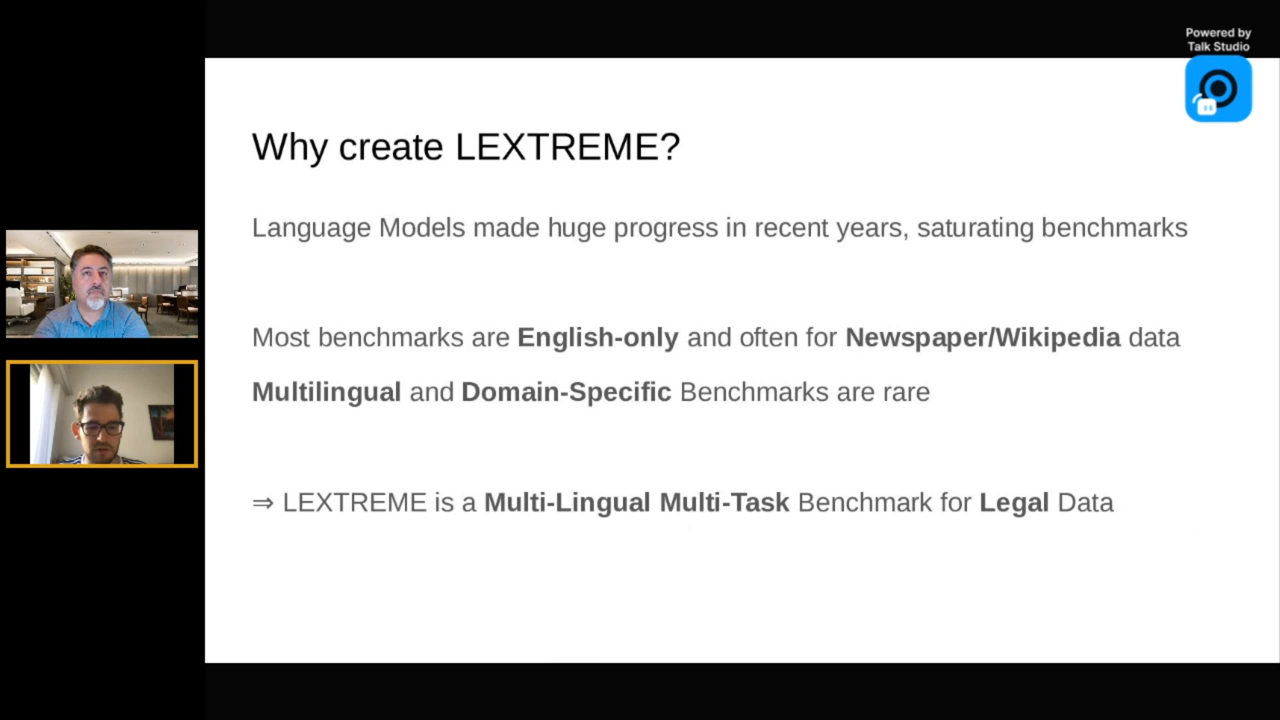 Powered by
Talk Studio
Why create LEXTREME?
Language Models made huge progress in recent years, saturating benchmarks
Most benchmarks are English-only and often for Newspaper/Wikipedia data
Multilingual and Domain-Specific Benchmarks are rare
⇒ LEXTREME is a Multi-Lingual Multi-Task Benchmark for Legal Data